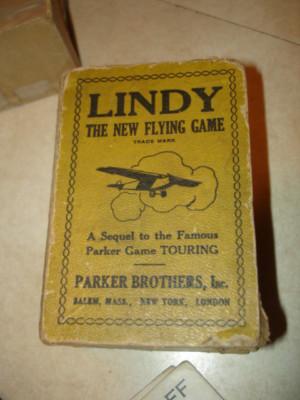 LINDY
THE NEW FLYING GAME
TRADE MARK
A Sequel to the Famous
Parker Game TOURING
PARKER BROTHERS, Inc.
SALEM, MASS., NEW YORK, LONDON
FF